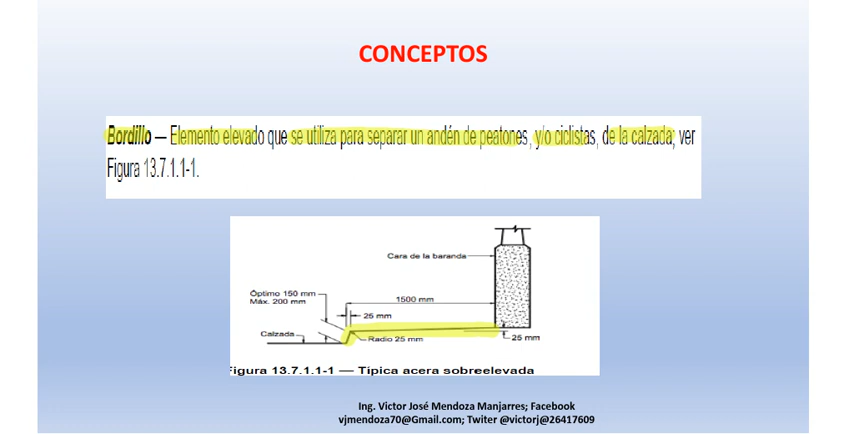 CONCEPTOS
Bordillo — Elemento elevado que se utiliza para separar un andén de peatones, y/o ciclistas, de la calzada; ver
Figura 13.7.1.1-1.
Cara de la baranda
Óptimo 150 mm
Máx. 200 mm
1500 mm
25 mm
Calzada
Radio 25 mm
25 mm
Figura 13.7.1.1-1 — Tipica acera sobreelevada
Ing. Victor José Mendoza Manjarres; Facebook
vjmendoza70@Gmail.com; Twiter @victorj@26417609